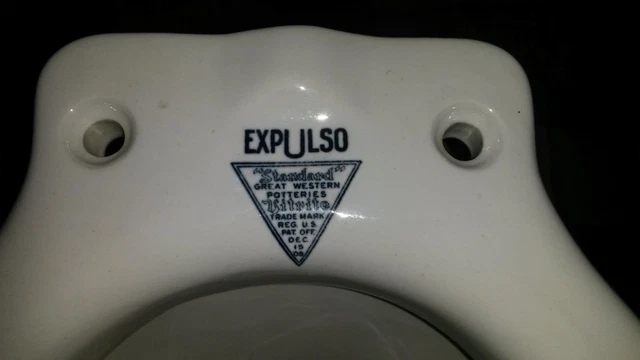 EXPULSO
"Standard"
GREAT WESTERN
POTTERIES
Vitrite
TRADE MARK
REG. U.S.
PAT. OFF.
DEC.
15
08